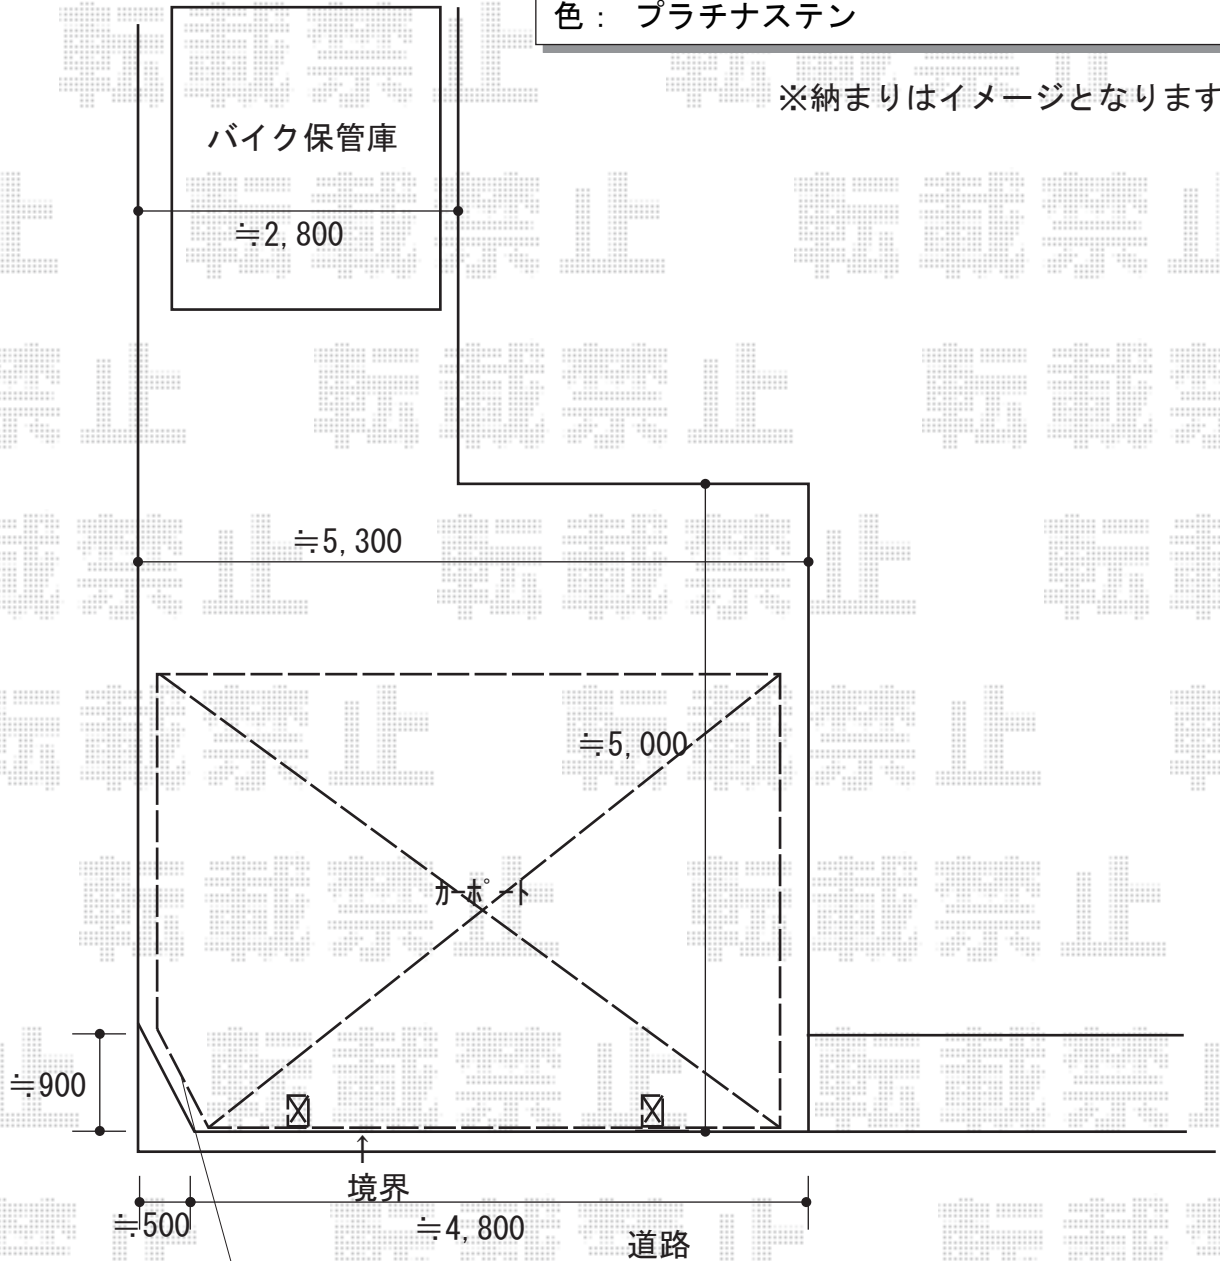 色： プラチナステン
※納まりはイメージとなります
バイク保管庫
≒2,800
≒5,300
≒5,000
カーポート
≒900
境界
≒500
≒4,800
道路
転載禁止